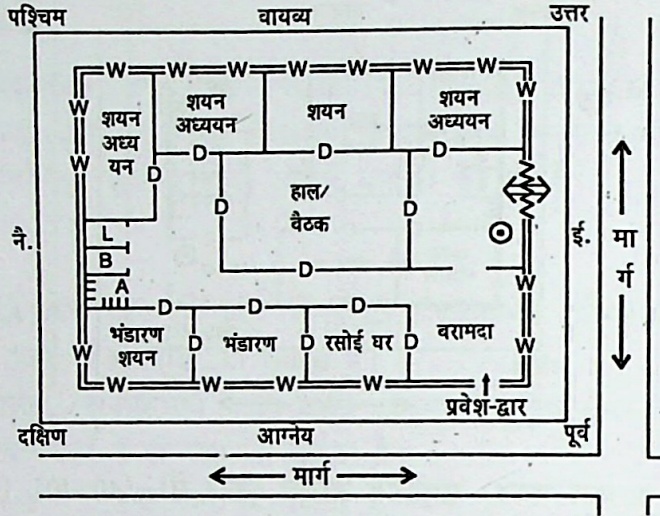 पश्चिम वायव्य उत्तर
W W W W W W W
W W
शयन
अध्य
यन
शयन
अध्ययन
शयन
शयन
अध्ययन
W
D D D
D
हाल/
वैठक
D D
नै. ई.
L
B
A
D
W
मा
र्ग
D D D
भंडारण
शयन
D
भंडारण
D
रसोई घर
D
वरामदा
W W
W W W W
प्रवेश-द्वार
दक्षिण आग्नेय पूर्व
मार्ग